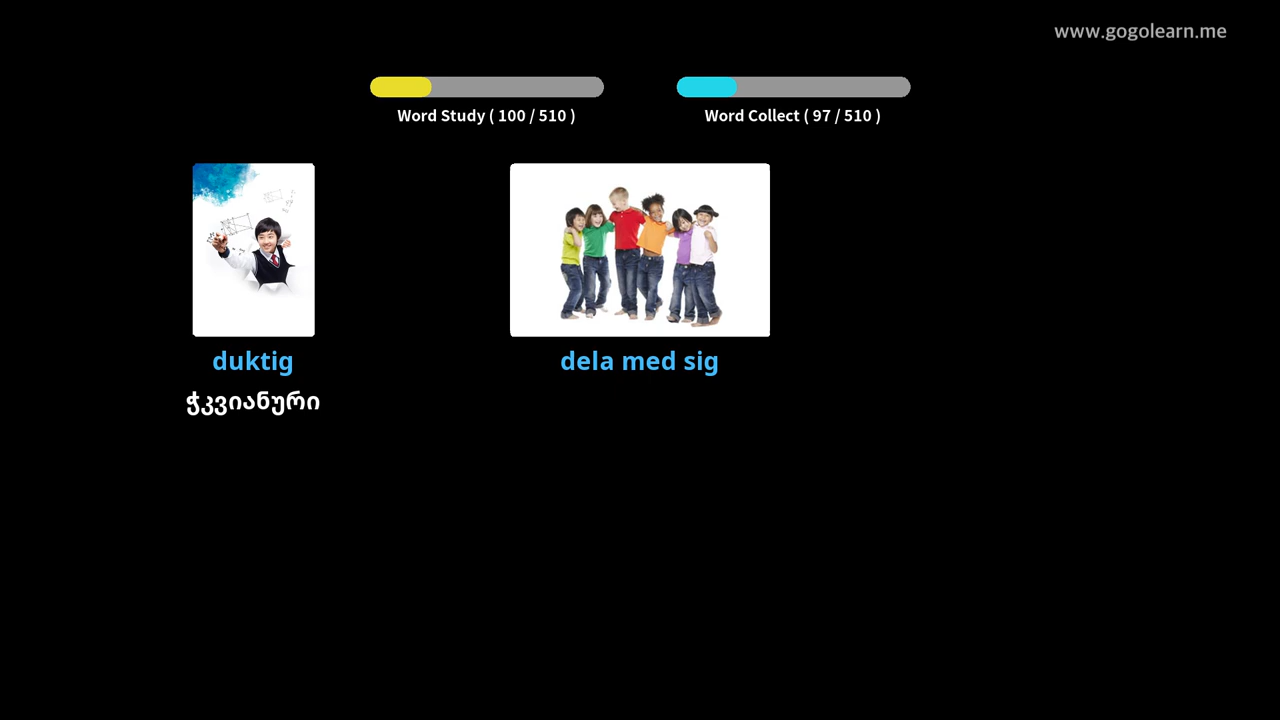 www.gogolearn.me
Word Study ( 100 / 510 )
Word Collect ( 97 / 510 )
duktig
ჭკვიანური
dela med sig